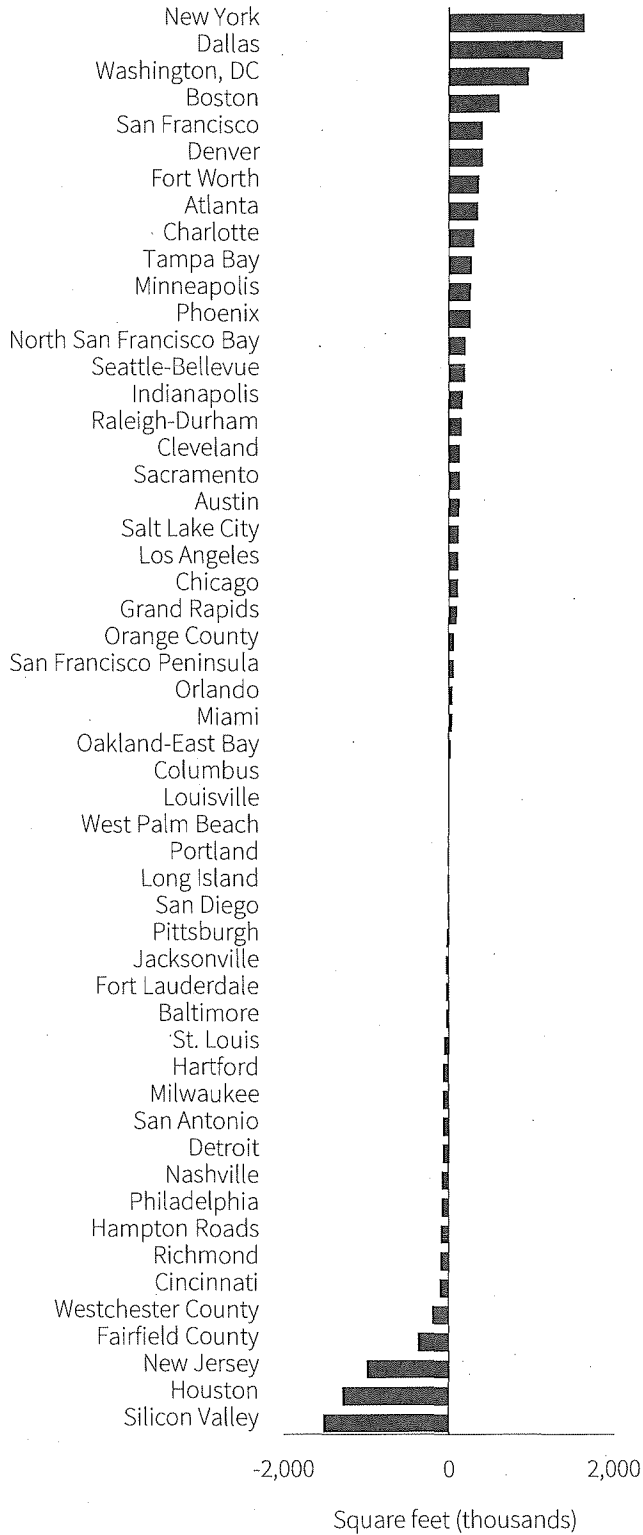 New York
Dallas
Washington, DC
Boston
San Francisco
Denver
Fort Worth
Atlanta
Charlotte
Tampa Bay
Minneapolis
Phoenix
North San Francisco Bay
Seattle-Bellevue
Indianapolis
Raleigh-Durham
Cleveland
Sacramento
Austin
Salt Lake City
Los Angeles
Chicago
Grand Rapids
Orange County
San Francisco Peninsula
Orlando
Miami
Oakland-East Bay
Columbus
Louisville
West Palm Beach
Portland
Long Island
San Diego
Pittsburgh
Jacksonville
Fort Lauderdale
Baltimore
St. Louis
Hartford
Milwaukee
San Antonio
Detroit
Nashville
Philadelphia
Hampton Roads
Richmond
Cincinnati
Westchester County
Fairfield County
New Jersey
Houston
Silicon Valley
-2,000 0 2,000
Square feet (thousands)